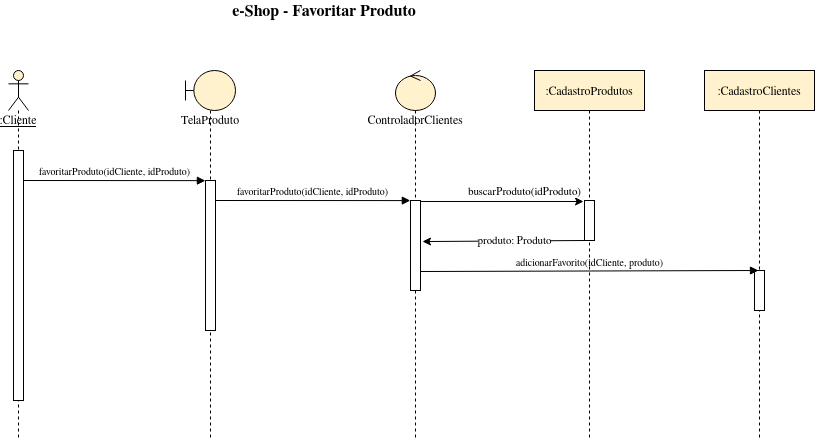 e-Shop - Favoritar Produto
:Cliente
TelaProduto
ControladorClientes
:CadastroProdutos
:CadastroClientes
favoritarProduto(idCliente, idProduto)
favoritarProduto(idCliente, idProduto)
buscarProduto(idProduto)
produto: Produto
adicionarFavorito(idCliente, produto)